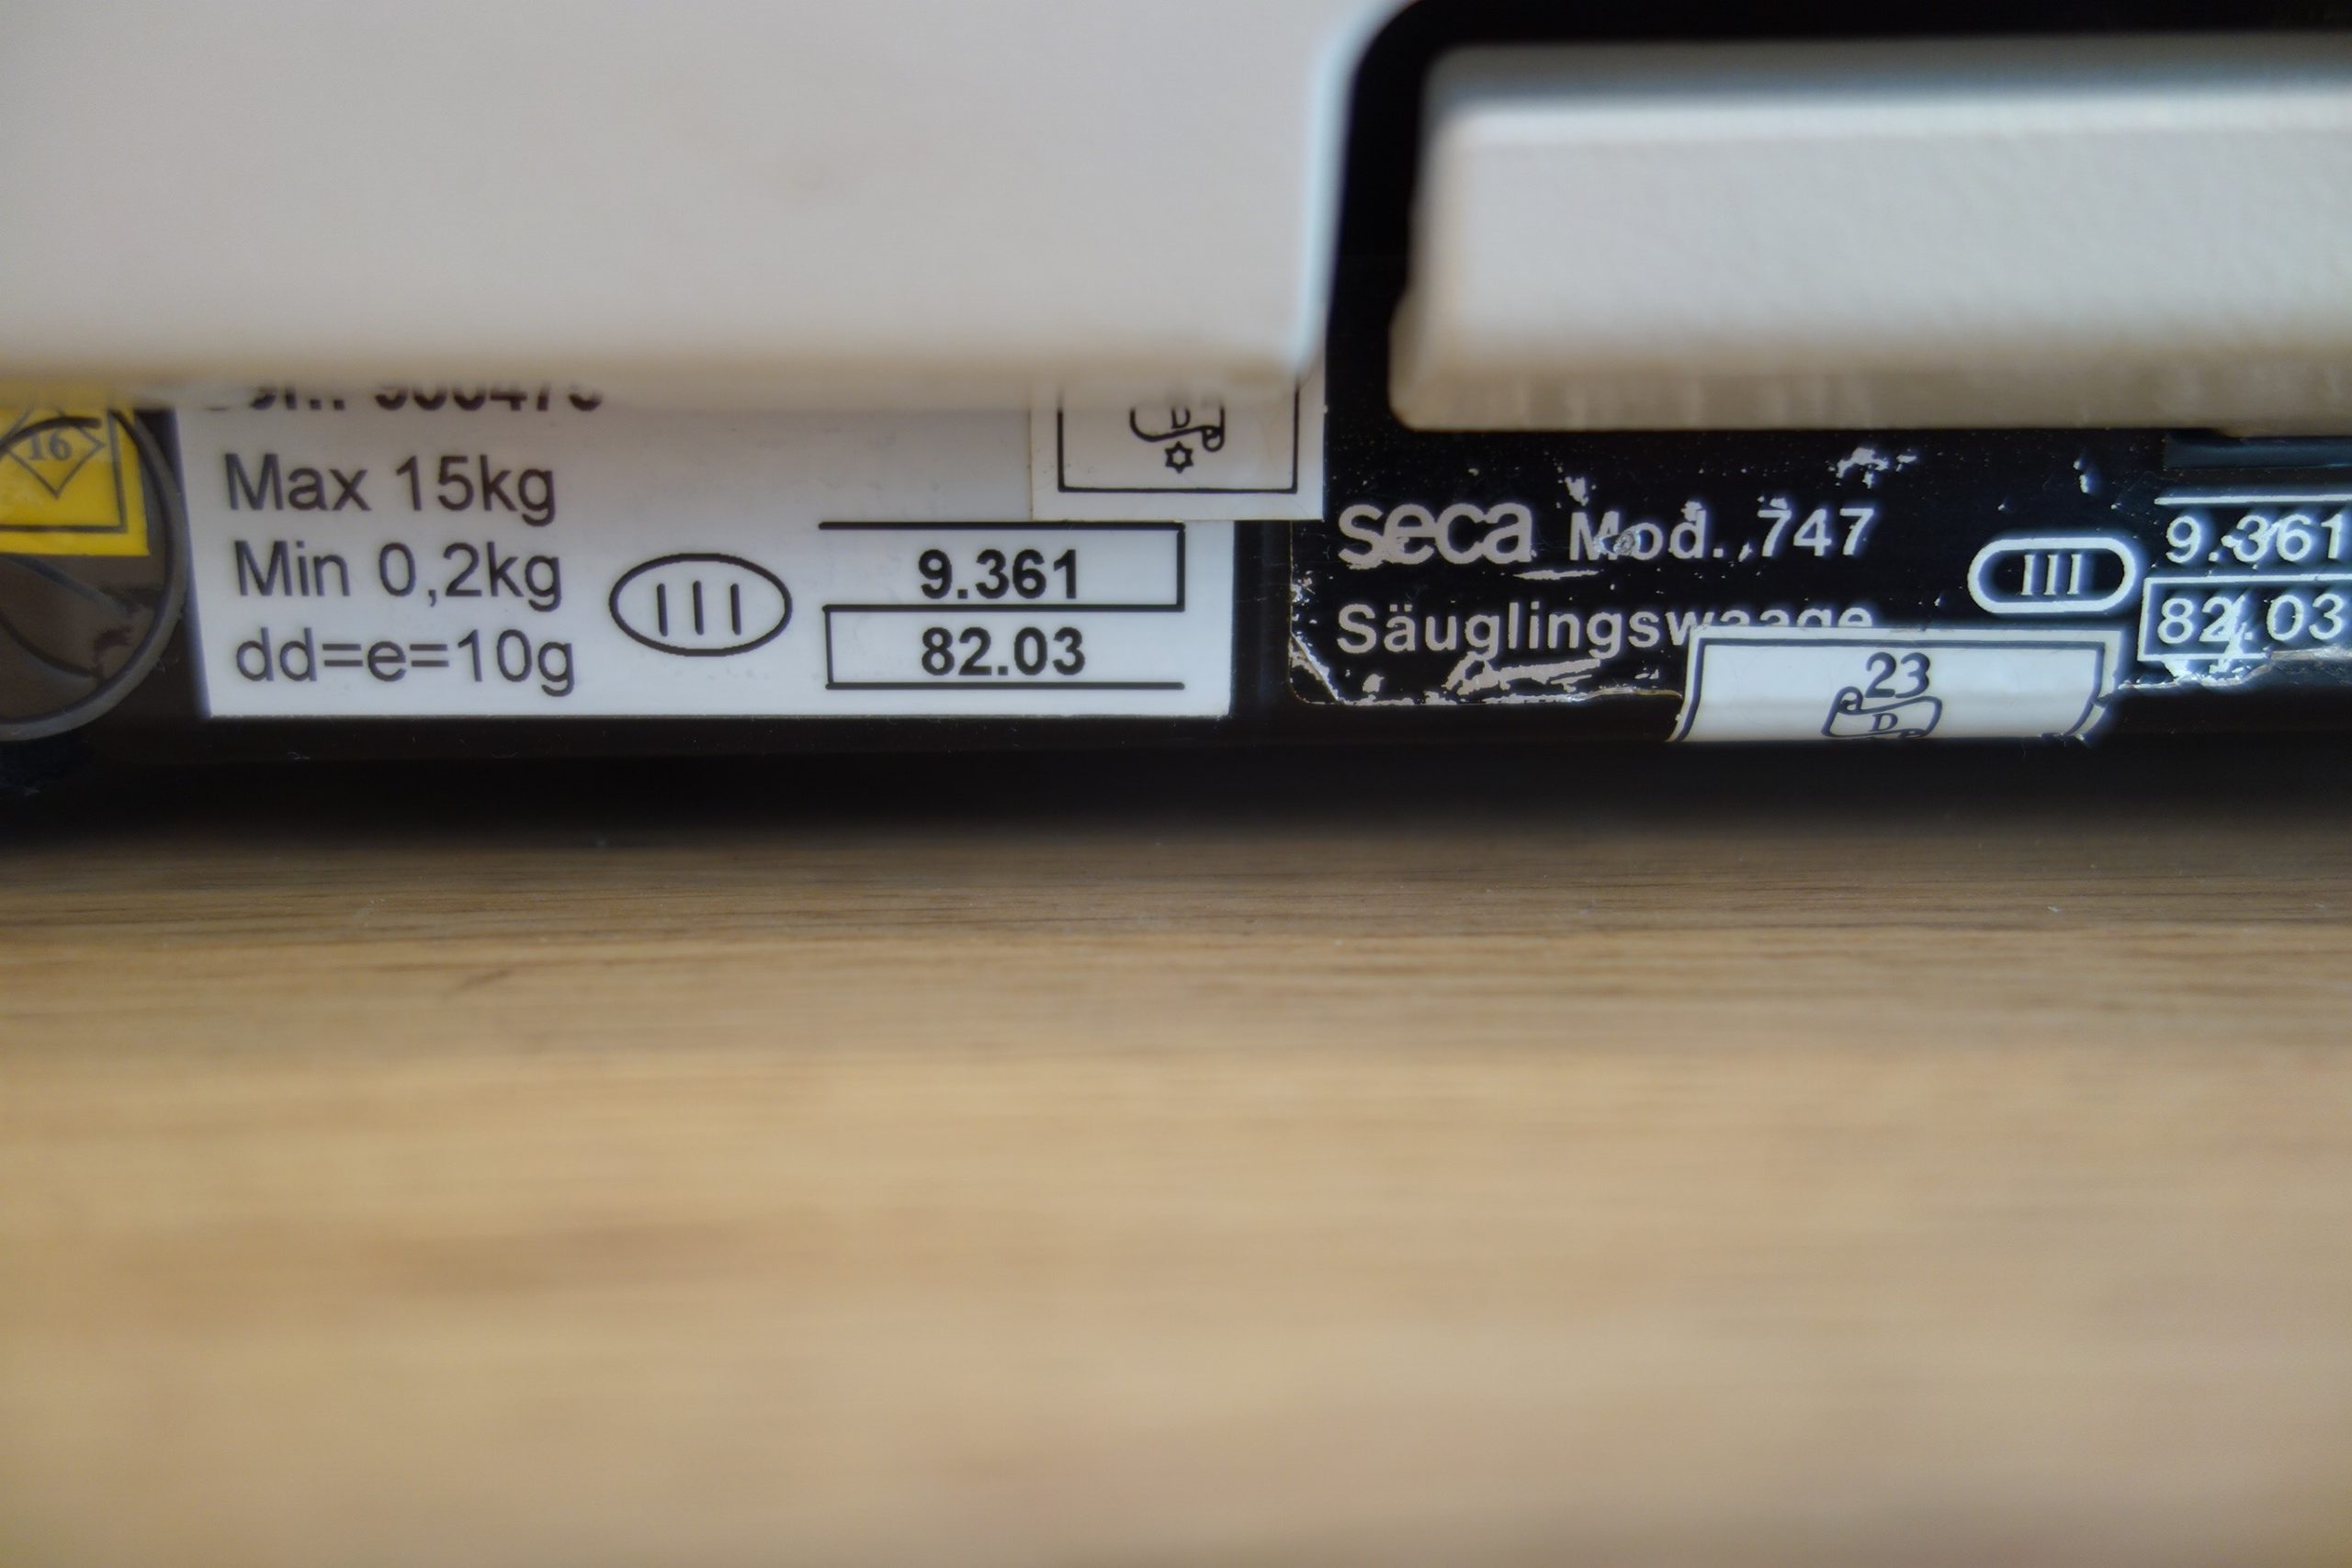 16
Max 15kg
Min 0,2kg
dd=e=10g
III
9.361
82.03
D
seca Mod. 747
Säuglingswaage
III
9.361
82.03
23
D